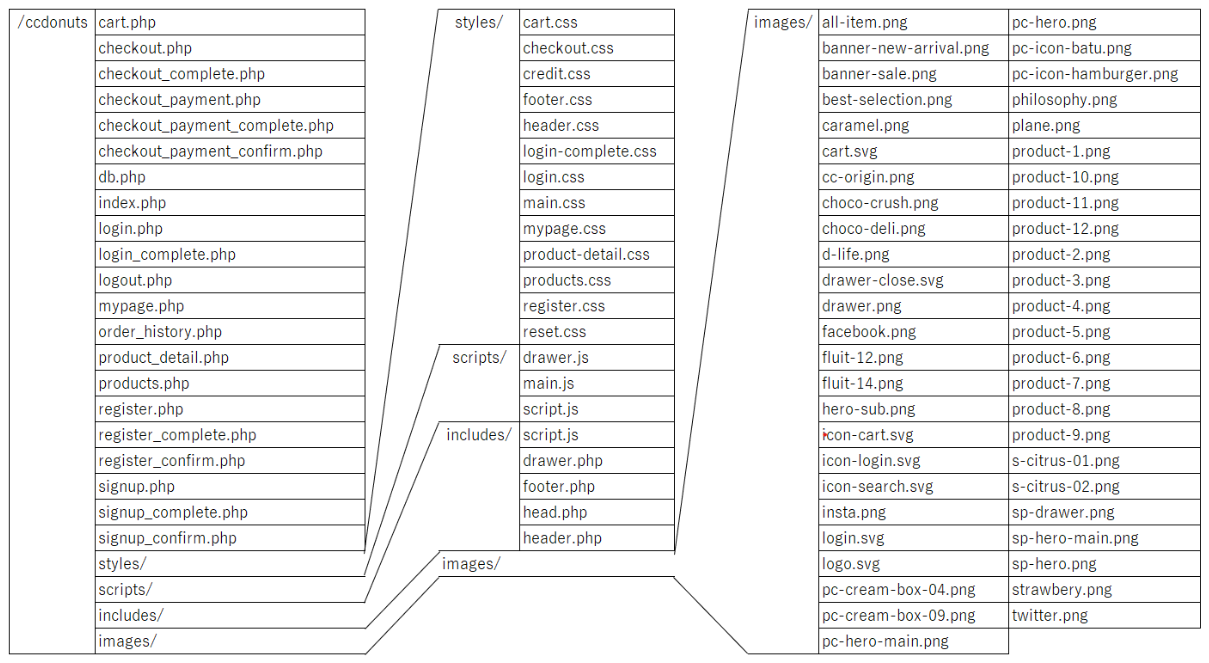 /ccdonuts
cart.php
checkout.php
checkout_complete.php
checkout_payment.php
checkout_payment_complete.php
checkout_payment_confirm.php
db.php
index.php
login.php
login_complete.php
logout.php
mypage.php
order_history.php
product_detail.php
products.php
register.php
register_complete.php
register_confirm.php
signup.php
signup_complete.php
signup_confirm.php
styles/
scripts/
includes/
images/
styles/
cart.css
checkout.css
credit.css
footer.css
header.css
login-complete.css
login.css
main.css
mypage.css
product-detail.css
products.css
register.css
reset.css
scripts/
drawer.js
main.js
script.js
includes/
script.js
drawer.php
footer.php
head.php
header.php
images/
images/
all-item.png
banner-new-arrival.png
banner-sale.png
best-selection.png
caramel.png
cart.svg
cc-origin.png
choco-crush.png
choco-deli.png
d-life.png
drawer-close.svg
drawer.png
facebook.png
fluit-12.png
fluit-14.png
hero-sub.png
icon-cart.svg
icon-login.svg
icon-search.svg
insta.png
login.svg
logo.svg
pc-cream-box-04.png
pc-cream-box-09.png
pc-hero-main.png
pc-hero.png
pc-icon-batu.png
pc-icon-hamburger.png
philosophy.png
plane.png
product-1.png
product-10.png
product-11.png
product-12.png
product-2.png
product-3.png
product-4.png
product-5.png
product-6.png
product-7.png
product-8.png
product-9.png
s-citrus-01.png
s-citrus-02.png
sp-drawer.png
sp-hero-main.png
sp-hero.png
strawbery.png
twitter.png